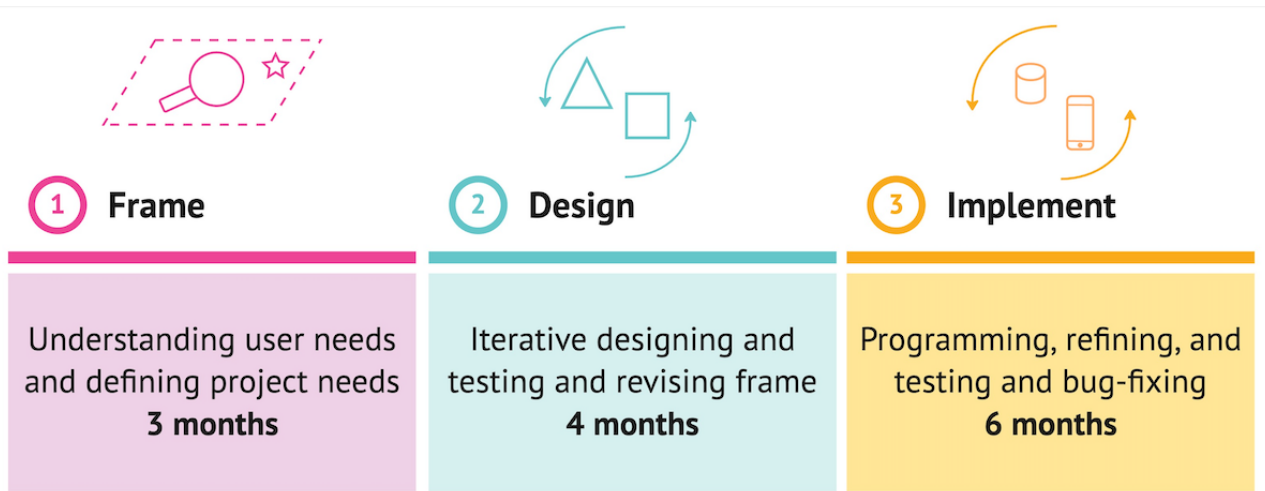 1 Frame
Understanding user needs
and defining project needs
3 months
2 Design
Iterative designing and
testing and revising frame
4 months
3 Implement
Programming, refining, and
testing and bug-fixing
6 months